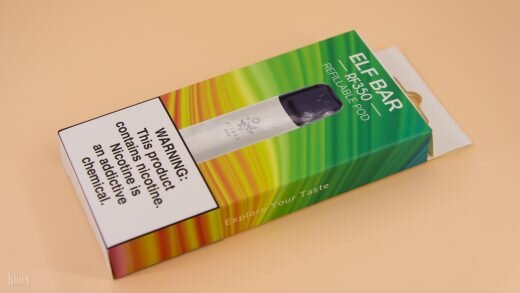 ELF BAR
RF350
REFILLABLE POD
WARNING:
This product
contains nicotine.
Nicotine is
an addictive
chemical.
Explore Your Taste